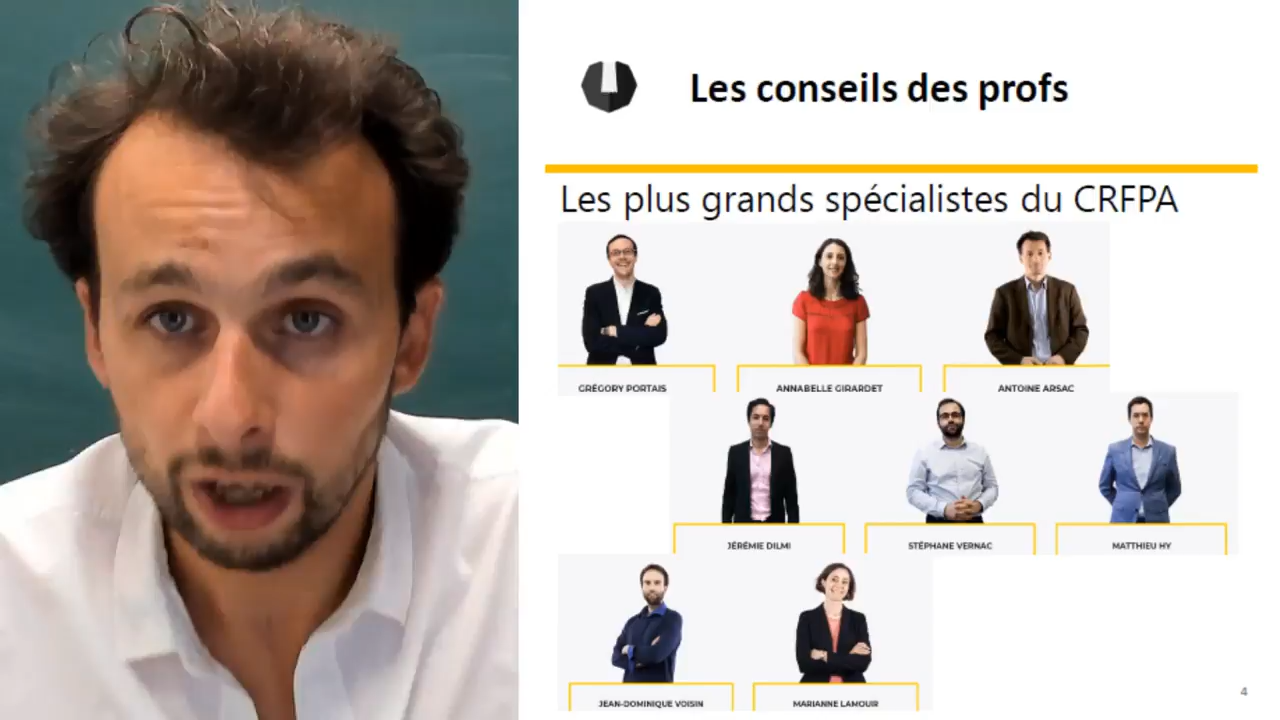 Les conseils des profs
Les plus grands spécialistes du CRFPA
GRÉGORY PORTAIS
ANNABELLE GIRARDET
ANTOINE ARSAC
JÉRÉMIE DILMI
STÉPHANE VERNAC
MATTHIEU HY
JEAN-DOMINIQUE VOISIN
MARIANNE LAMOUR
4